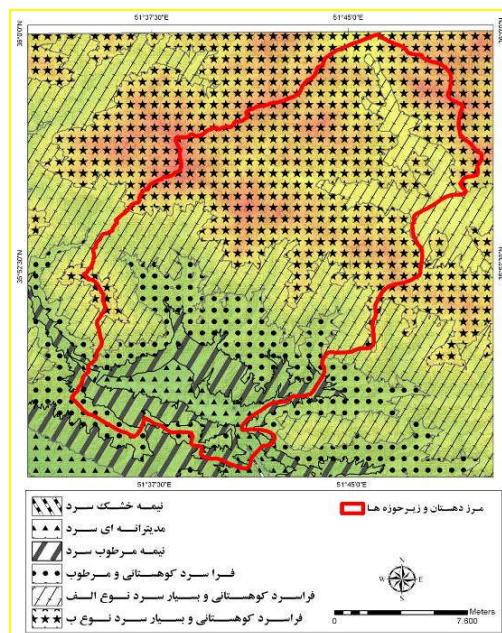 51°37'30"E 51°45'0"E
36°0'0"N
35°52'30"N
51°37'30"E 51°45'0"E
نیمه خشک سرد
مدیترانه ای سرد
نیمه مرطوب سرد
فرا سرد کوهستانی و مرطوب
فراسرد کوهستانی و بسیار سرد نوع الف
فراسرد کوهستانی و بسیار سرد نوع ب
مرز دهستان و زیرحوزه ها
N
W E
S
Meters
0 7,600